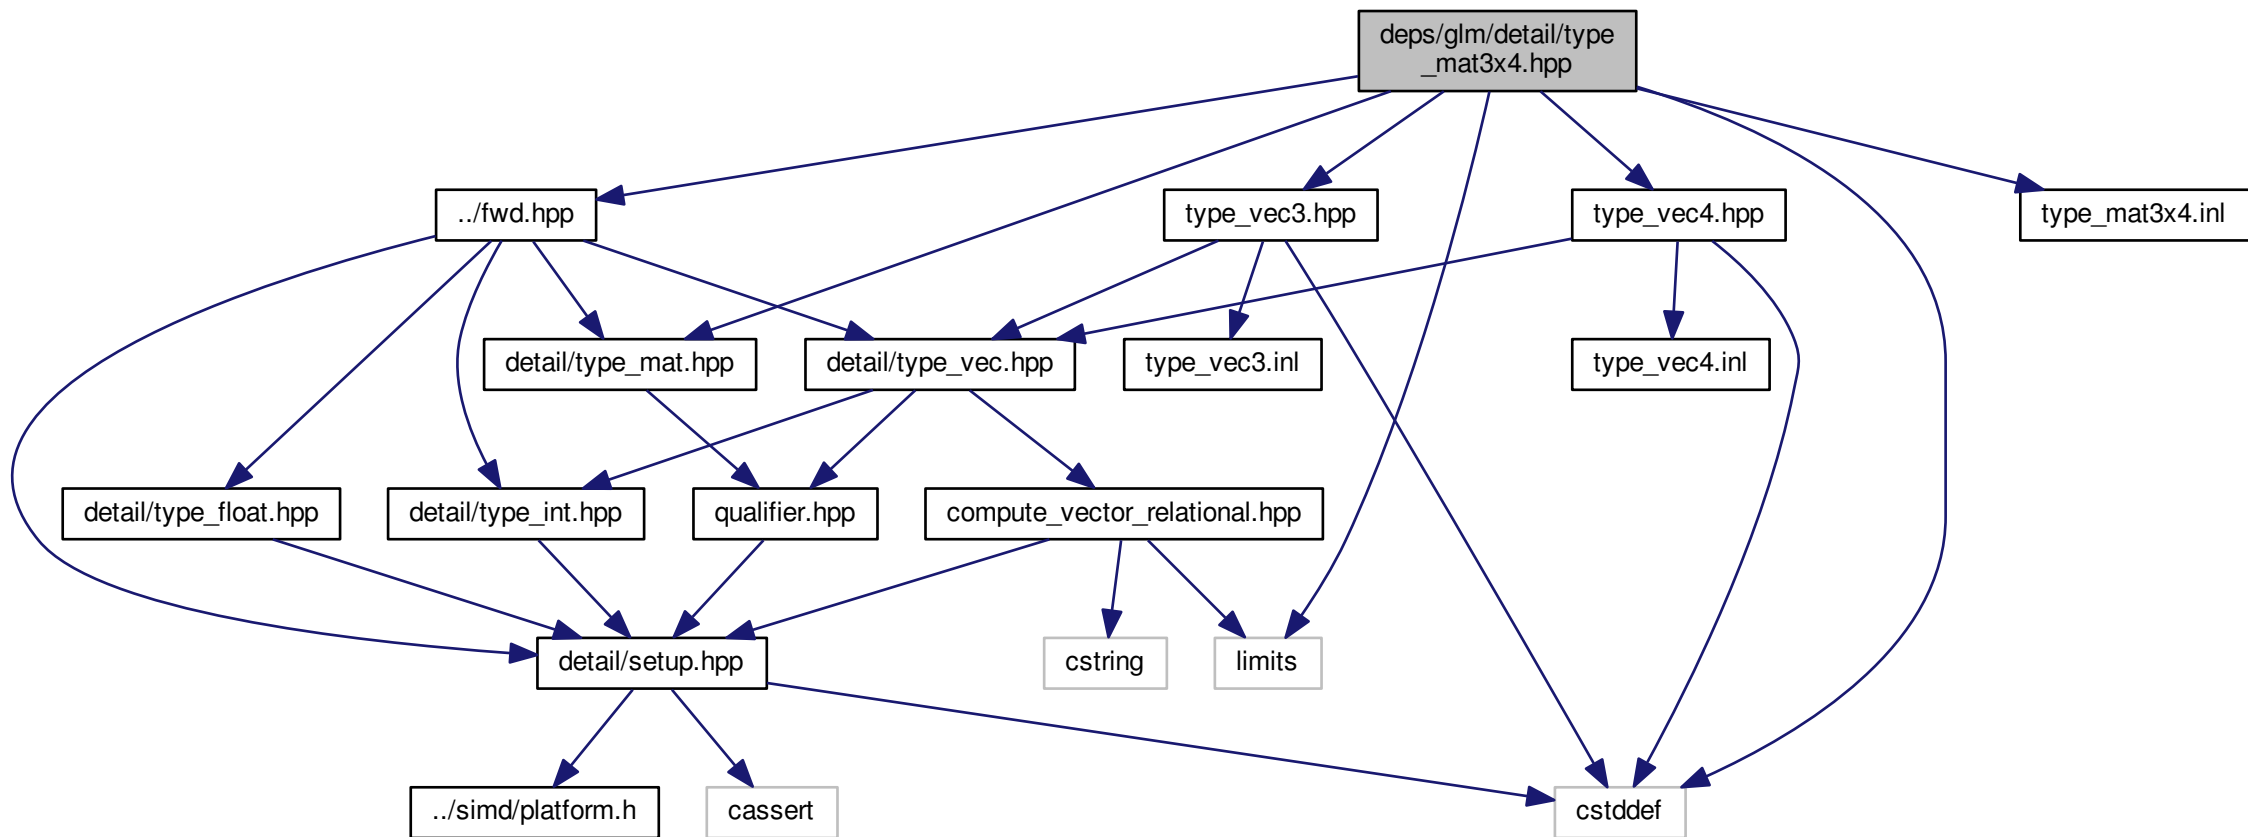 deps/glm/detail/type
_mat3x4.hpp
../fwd.hpp
type_vec3.hpp
type_vec4.hpp
type_mat3x4.inl
detail/type_mat.hpp
detail/type_vec.hpp
type_vec3.inl
type_vec4.inl
detail/type_float.hpp
detail/type_int.hpp
qualifier.hpp
compute_vector_relational.hpp
detail/setup.hpp
cstring
limits
../simd/platform.h
cassert
cstddef